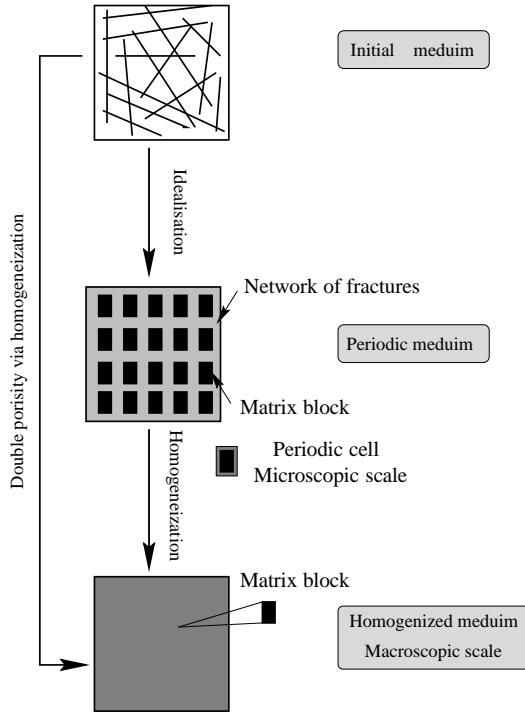 Initial meduim
Idealisation
Network of fractures
Periodic meduim
Matrix block
Double porisity via homogeneization
Homogeneization
Periodic cell
Microscopic scale
Matrix block
Homogenized meduim
Macroscopic scale